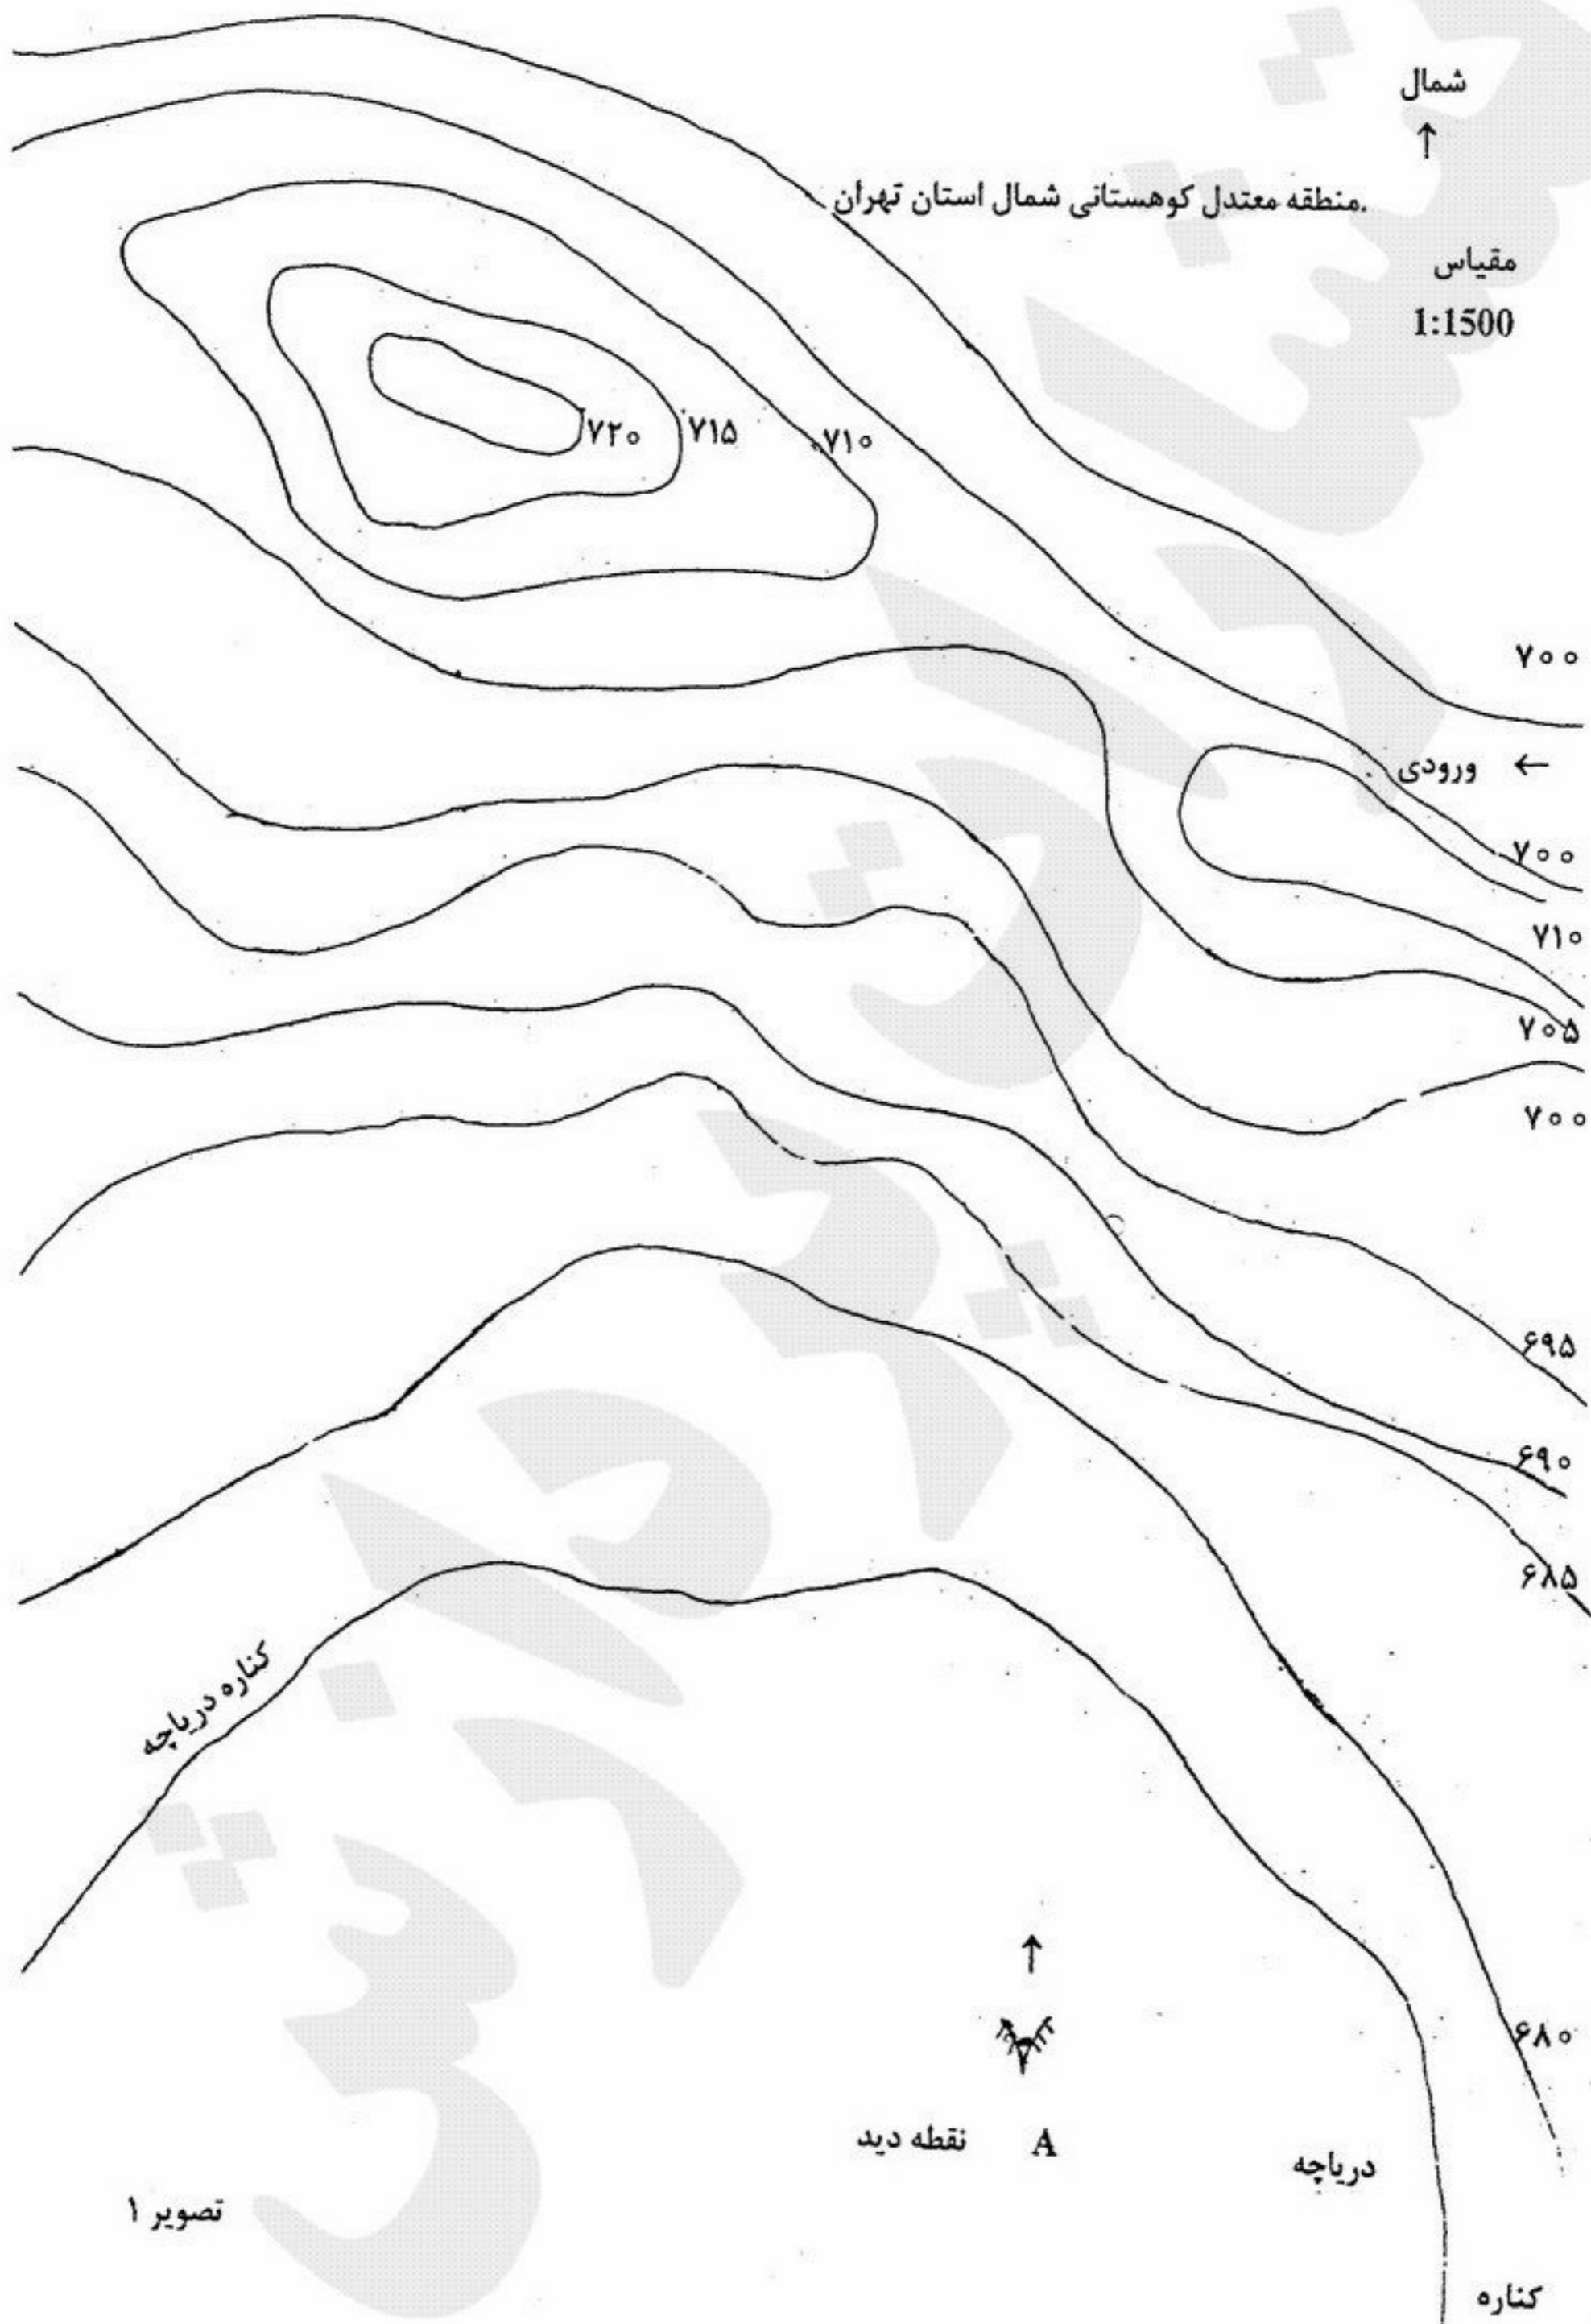 شمال
↑
منطقه معتدل کوهستانی شمال استان تهران.
مقیاس
1:1500
۷۲۰
۷۱۵
۷۱۰
۷۰۰
ورودی ←
۷۰۰
۷۱۰
۷۰۵
۷۰۰
۶۹۵
۶۹۰
۶۸۵
کناره دریاچه
↑
۶۸۰
A نقطه دید
دریاچه
تصویر ۱
کناره